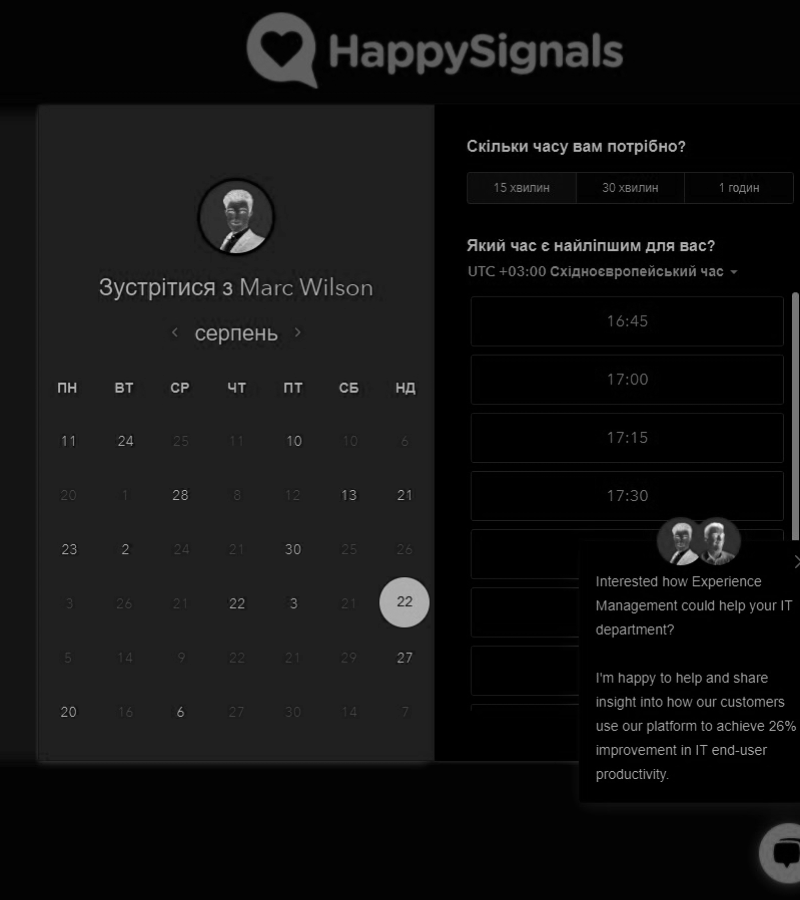 HappySignals
Зустрітися з Marc Wilson
серпень
ПН ВТ СР ЧТ ПТ СБ НД
11 24 25 11 10 10 6
20 1 28 8 12 13 21
23 2 24 21 30 25 26
3 26 21 22 3 21 22
5 14 9 22 21 29 27
20 16 6 27 30 14 7
Скільки часу вам потрібно?
15 хвилин 30 хвилин 1 годин
Який час є найліпшим для вас?
UTC +03:00 Східноєвропейський час
16:45
17:00
17:15
17:30
Interested how Experience
Management could help your IT
department?
I'm happy to help and share
insight into how our customers
use our platform to achieve 26%
improvement in IT end-user
productivity.